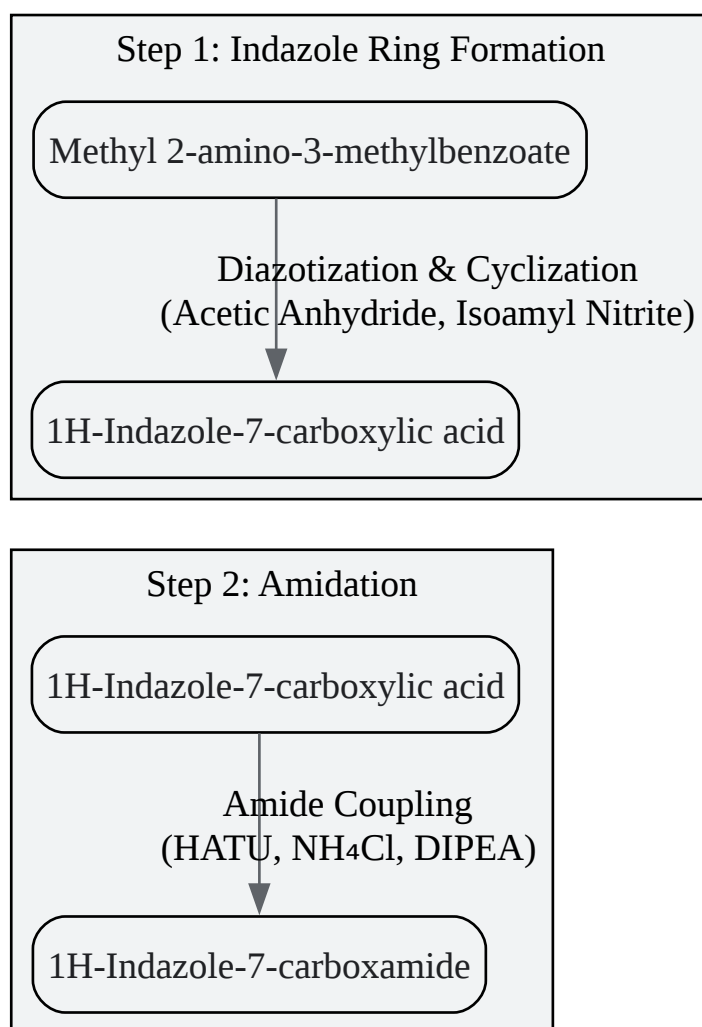 Step 1: Indazole Ring Formation
Methyl 2-amino-3-methylbenzoate
Diazotization & Cyclization
(Acetic Anhydride, Isoamyl Nitrite)
1H-Indazole-7-carboxylic acid
Step 2: Amidation
1H-Indazole-7-carboxylic acid
Amide Coupling
(HATU, NH₄Cl, DIPEA)
1H-Indazole-7-carboxamide